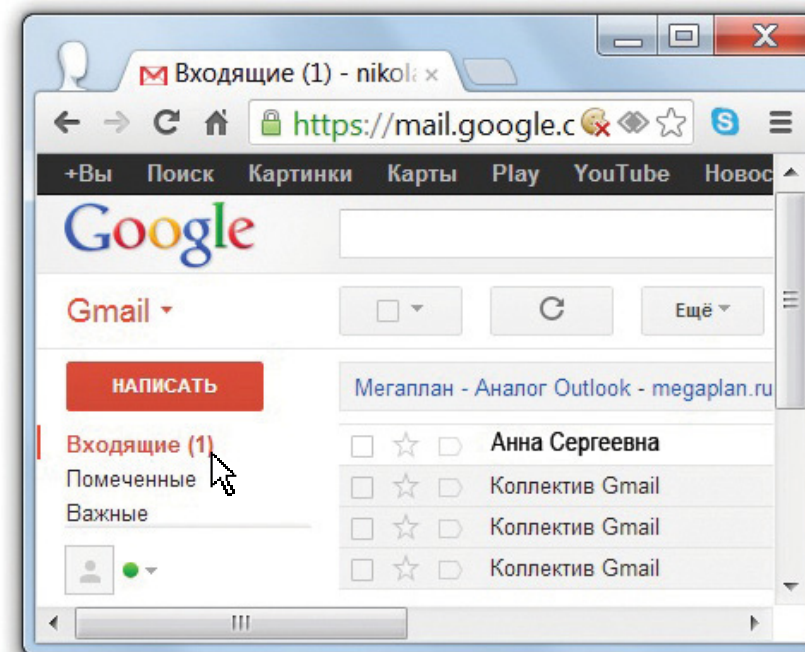 Входящие (1) - nikola
https://mail.google.c
+Вы Поиск Картинки Карты Play YouTube Новос
Google
Gmail
Ещё
НАПИСАТЬ
Мегаплан - Аналог Outlook - megaplan.ru
Входящие (1)
Анна Сергеевна
Помеченные
Коллектив Gmail
Важные
Коллектив Gmail
Коллектив Gmail